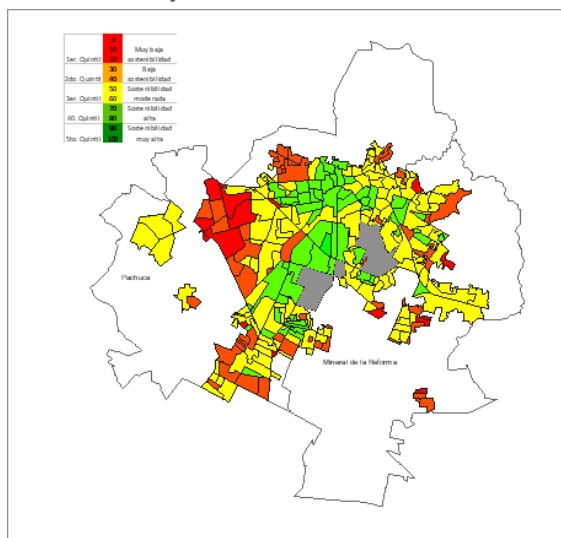 0
10 Muy baja
1er. Quintil 20 sostenibilidad
30 Baja
2do. Quintil 40 sostenibilidad
50 Sostenibilidad
3er. Quintil 60 moderada
70 Sostenibilidad
4O. Quintil 80 alta
90 Sostenibilidad
5to. Quintil 100 muy alta
Pachuca
Mineral de la Reforma